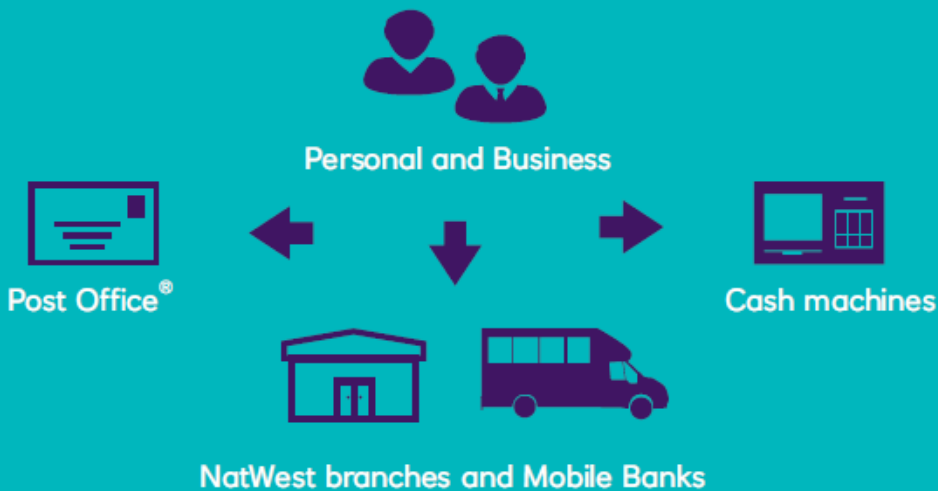 Personal and Business
Post Office®
Cash machines
NatWest branches and Mobile Banks